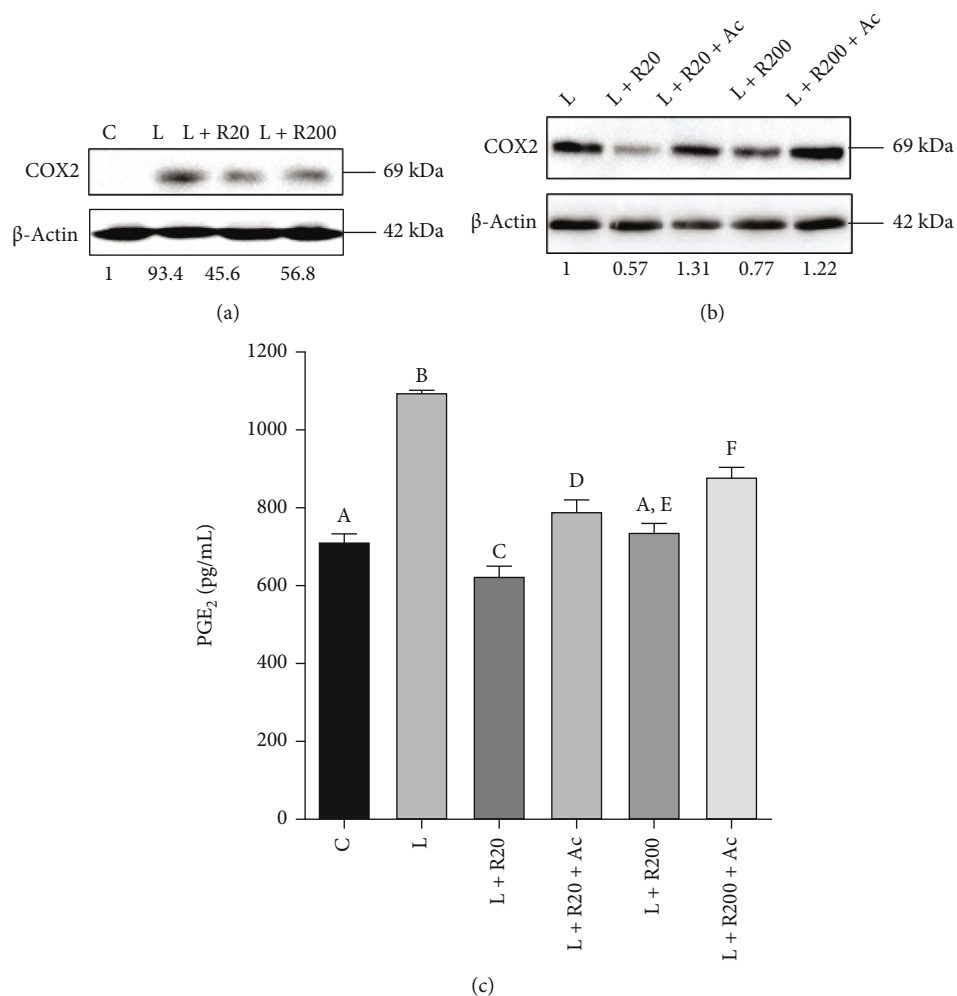 C L L + R20 L + R200
COX2 69 kDa
β-Actin 42 kDa
1 93.4 45.6 56.8
(a)
L L + R20 L + R20 + Ac L + R200 L + R200 + Ac
COX2 69 kDa
β-Actin 42 kDa
1 0.57 1.31 0.77 1.22
(b)
PGE₂ (pg/mL)
1200
1000
800
600
400
200
0
A
B
C
D
A, E
F
C
L
L + R20
L + R20 + Ac
L + R200
L + R200 + Ac
(c)